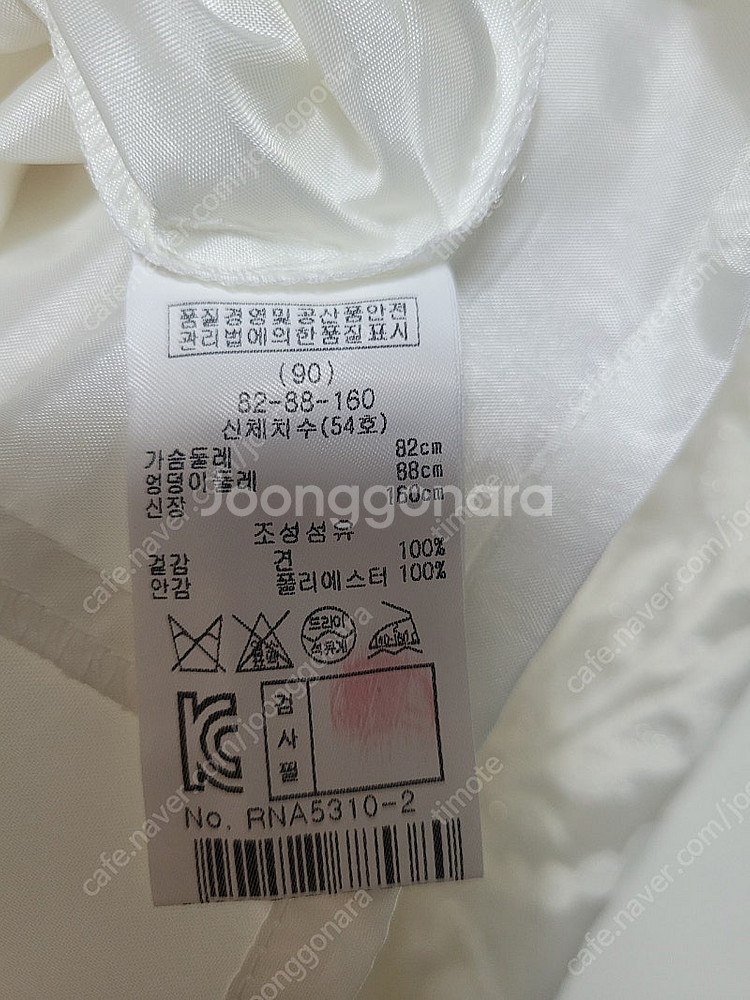 품질경영및공산품안전
관리법에의한품질표시
(90)
82-88-160
신체치수(54호)
가슴둘레 82cm
엉덩이둘레 88cm
신장 160cm
조성섬유
겉감 견 100%
안감 폴리에스터 100%
드라이
석유계
검사필
No. RNA5310-2
Joonggonara
cafe.naver.com/joonggonara
timote